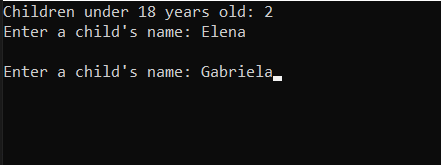 Children under 18 years old: 2
Enter a child's name: Elena
Enter a child's name: Gabriela